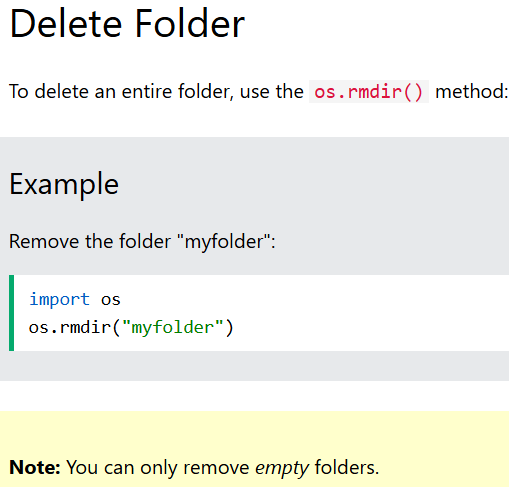 Delete Folder
To delete an entire folder, use the os.rmdir() method:
Example
Remove the folder "myfolder":
import os
os.rmdir("myfolder")
Note: You can only remove empty folders.